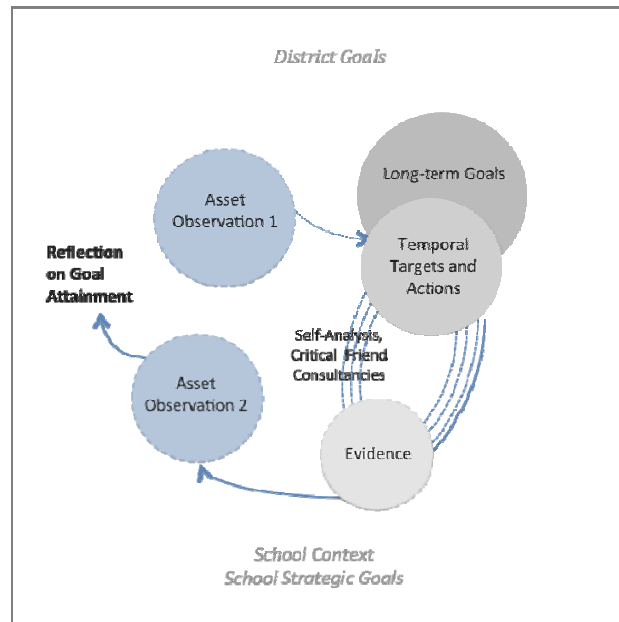 District Goals
Long-term Goals
Asset
Observation 1
Temporal
Targets and
Actions
Reflection
on Goal
Attainment
Self-Analysis,
Critical Friend
Consultancies
Asset
Observation 2
Evidence
School Context
School Strategic Goals